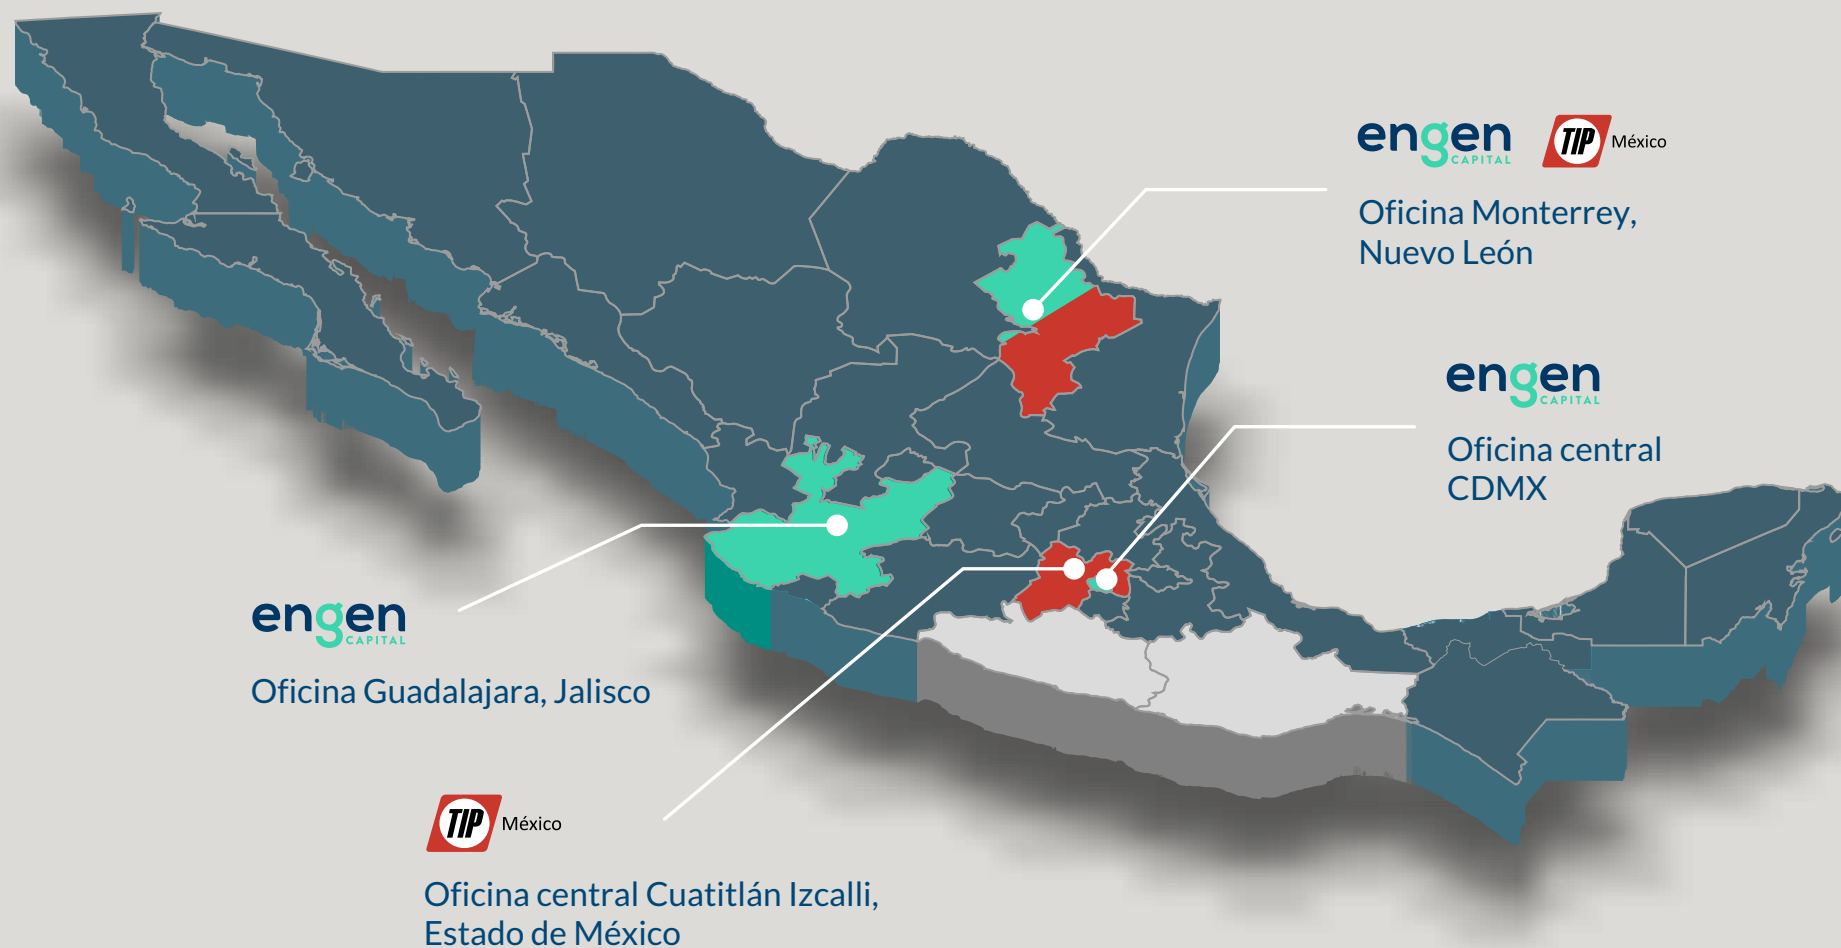 engen
CAPITAL
TIP México
Oficina Monterrey,
Nuevo León
engen
CAPITAL
Oficina central
CDMX
engen
CAPITAL
Oficina Guadalajara, Jalisco
TIP México
Oficina central Cuatitlán Izcalli,
Estado de México